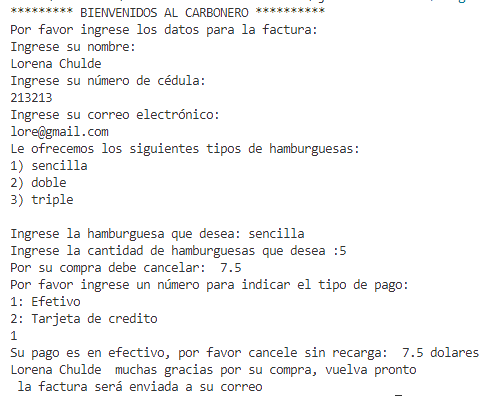 ********* BIENVENIDOS AL CARBONERO **********
Por favor ingrese los datos para la factura:
Ingrese su nombre:
Lorena Chulde
Ingrese su número de cédula:
213213
Ingrese su correo electrónico:
lore@gmail.com
Le ofrecemos los siguientes tipos de hamburguesas:
1) sencilla
2) doble
3) triple

Ingrese la hamburguesa que desea: sencilla
Ingrese la cantidad de hamburguesas que desea :5
Por su compra debe cancelar:  7.5
Por favor ingrese un número para indicar el tipo de pago:
1: Efetivo
2: Tarjeta de credito
1
Su pago es en efectivo, por favor cancele sin recarga:  7.5 dolares
Lorena Chulde  muchas gracias por su compra, vuelva pronto
 la factura será enviada a su correo